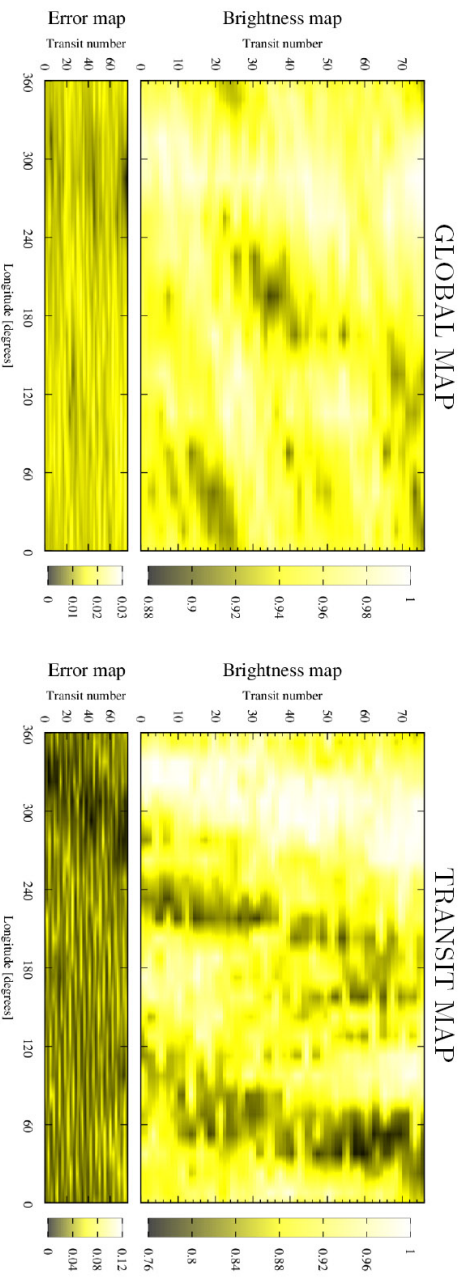 GLOBAL MAP
Brightness map
Transit number
0 10 20 30 40 50 60 70
0.88 0.9 0.92 0.94 0.96 0.98 1
Error map
Transit number
0 20 40 60
360 300 240 180 120 60 0
Longitude [degrees]
0 0.01 0.02 0.03
TRANSIT MAP
Brightness map
Transit number
0 10 20 30 40 50 60 70
0.76 0.8 0.84 0.88 0.92 0.96 1
Error map
Transit number
0 20 40 60
360 300 240 180 120 60 0
Longitude [degrees]
0 0.04 0.08 0.12